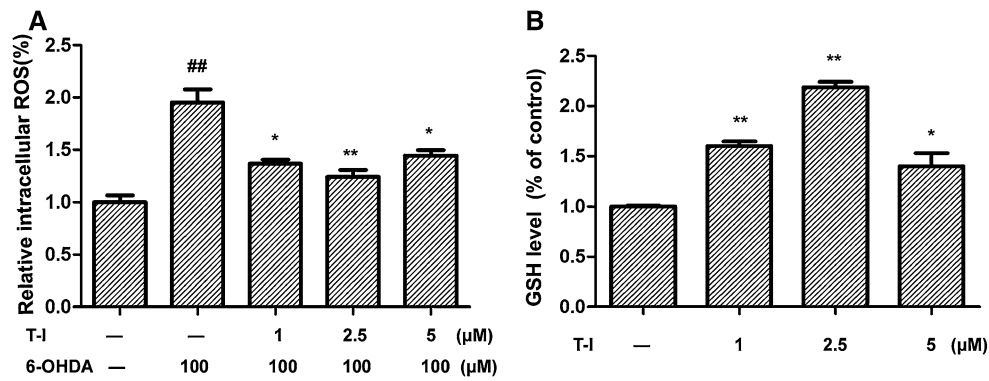 A
Relative intracellular ROS(%)
2.5
2.0
1.5
1.0
0.5
0.0
##
*
**
*
T-I — — 1 2.5 5 (μM)
6-OHDA — 100 100 100 100 (μM)
B
GSH level (% of control)
2.5
2.0
1.5
1.0
0.5
0.0
**
**
*
T-I — 1 2.5 5 (μM)